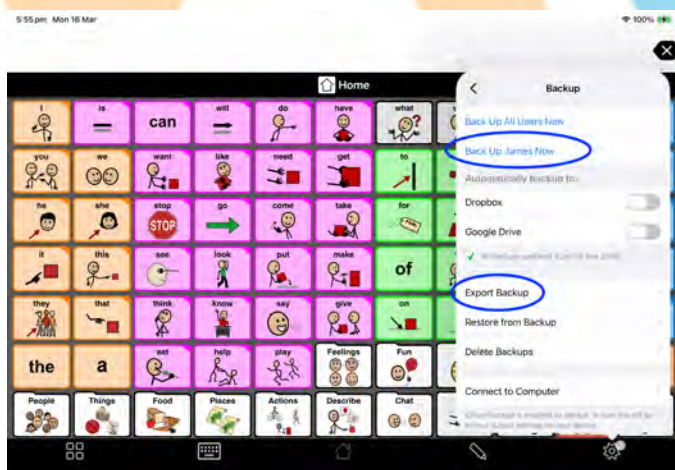 5:55 pm Mon 16 Mar
100%
Home
Backup
I
is
can
will
do
have
what
Back Up All Users Now
you
we
want
like
need
get
to
Back Up James Now
Automatically backup to:
he
she
stop
STOP
go
come
take
for
Dropbox
Google Drive
it
this
see
look
put
make
of
Export Backup
they
that
think
know
say
give
on
Restore from Backup
the
a
eat
help
play
Feelings
Fun
Delete Backups
Connect to Computer
People
Things
Food
Places
Actions
Describe
Chat